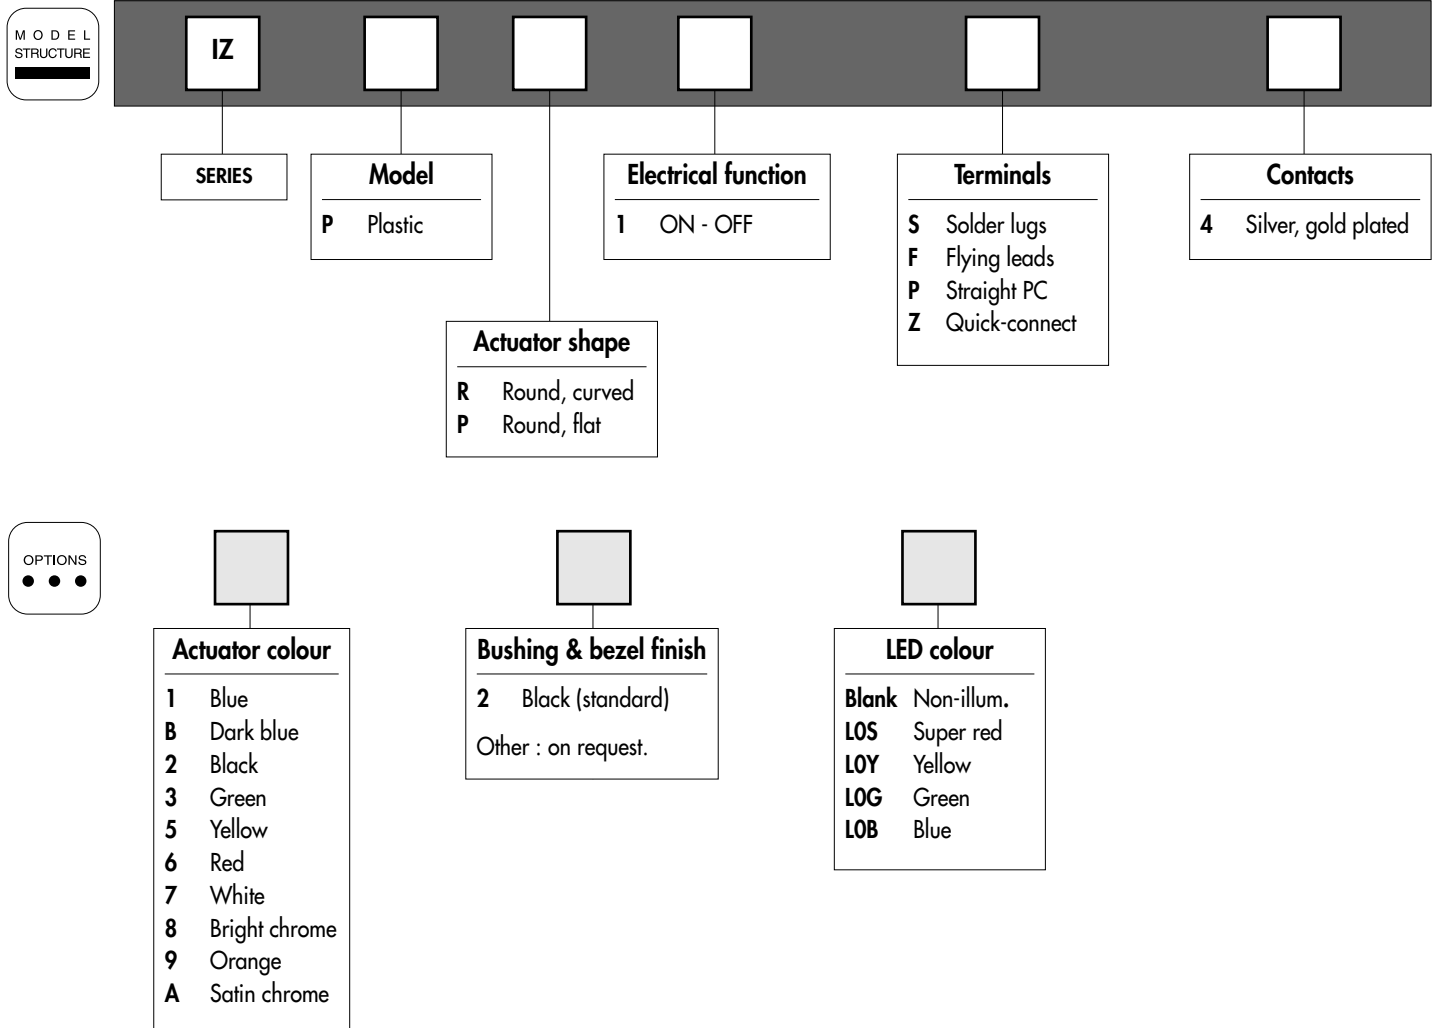 MODEL
STRUCTURE
IZ
SERIES
Model
P Plastic
Electrical function
1 ON - OFF
Terminals
S Solder lugs
F Flying leads
P Straight PC
Z Quick-connect
Contacts
4 Silver, gold plated
Actuator shape
R Round, curved
P Round, flat
OPTIONS
Actuator colour
1 Blue
B Dark blue
2 Black
3 Green
5 Yellow
6 Red
7 White
8 Bright chrome
9 Orange
A Satin chrome
Bushing & bezel finish
2 Black (standard)
Other : on request.
LED colour
Blank Non-illum.
L0S Super red
L0Y Yellow
L0G Green
L0B Blue